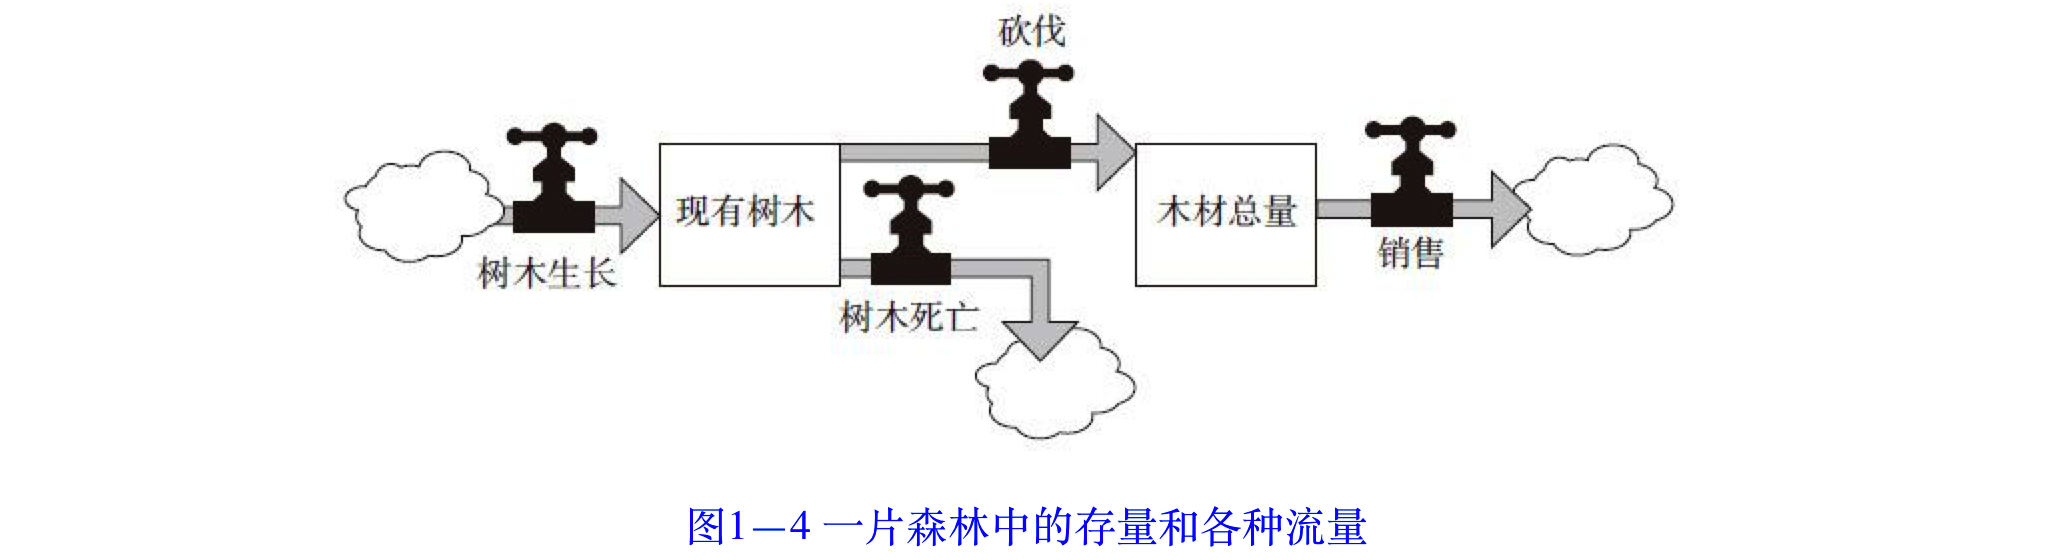 砍伐
现有树木
木材总量
树木生长
销售
树木死亡
图1—4 一片森林中的存量和各种流量